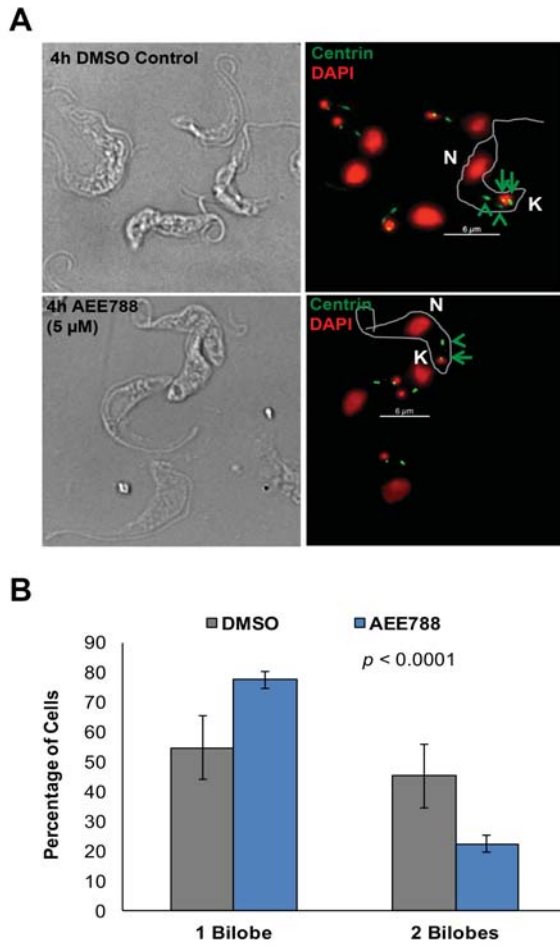 A
4h DMSO Control
Centrin
DAPI
N
K
6 μm
4h AEE788
(5 μM)
Centrin
DAPI
N
K
6 μm
B
DMSO
AEE788
p < 0.0001
Percentage of Cells
90
80
70
60
50
40
30
20
10
0
1 Bilobe
2 Bilobes